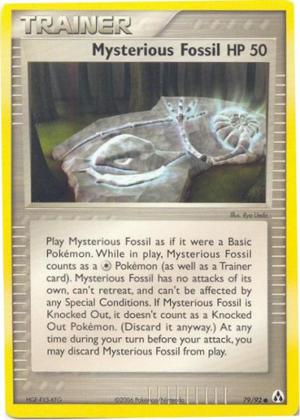 TRAINER
Mysterious Fossil HP 50
Illus. Ryo Ueda
Play Mysterious Fossil as if it were a Basic
Pokémon. While in play, Mysterious Fossil
counts as a Pokémon (as well as a Trainer
card). Mysterious Fossil has no attacks of its
own, can't retreat, and can't be affected by
any Special Conditions. If Mysterious Fossil is
Knocked Out, it doesn't count as a Knocked
Out Pokémon. (Discard it anyway.) At any
time during your turn before your attack, you
may discard Mysterious Fossil from play.
©2006 Pokémon/Nintendo
79/92